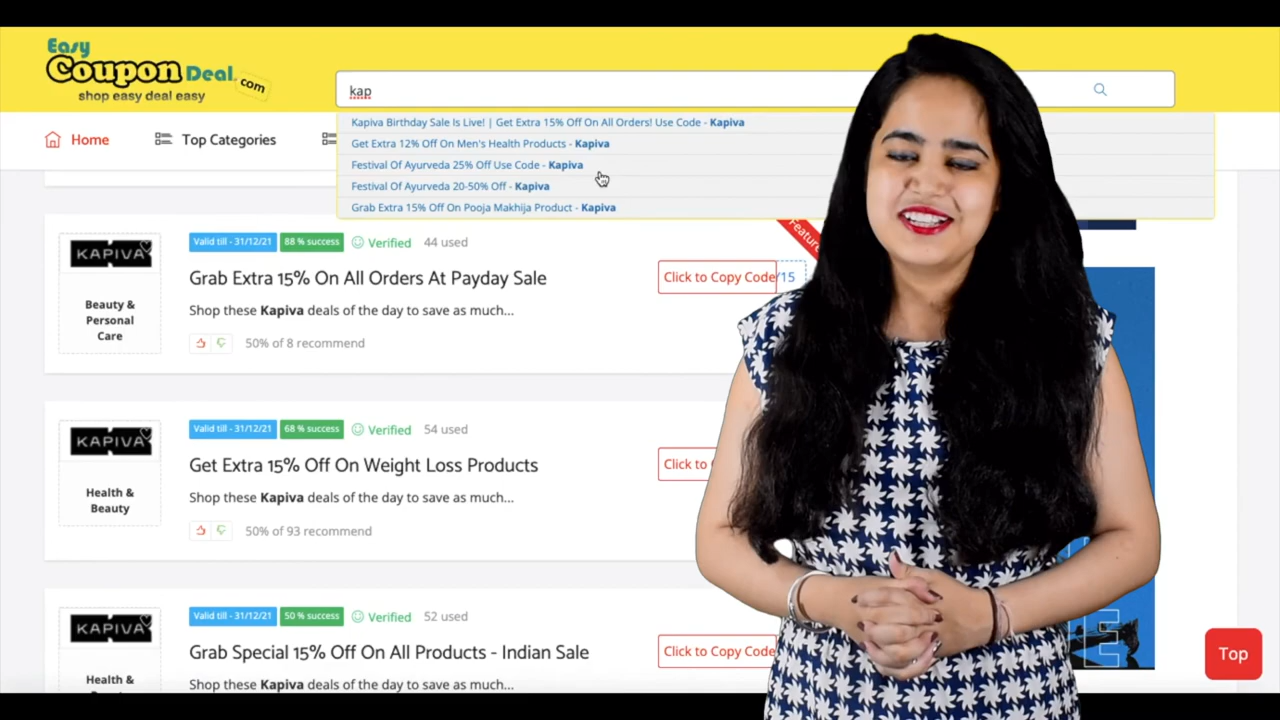 Easy
Coupon Deal.com
shop easy deal easy
kap
Kapiva Birthday Sale Is Live! | Get Extra 15% Off On All Orders! Use Code - Kapiva
Get Extra 12% Off On Men's Health Products - Kapiva
Festival Of Ayurveda 25% Off Use Code - Kapiva
Festival Of Ayurveda 20-50% Off - Kapiva
Grab Extra 15% Off On Pooja Makhija Product - Kapiva
Home
Top Categories
KAPIVA
Beauty &
Personal
Care
Valid till - 31/12/21
88 % success
Verified
44 used
Grab Extra 15% On All Orders At Payday Sale
Shop these Kapiva deals of the day to save as much...
50% of 8 recommend
Click to Copy Code
/15
KAPIVA
Health &
Beauty
Valid till - 31/12/21
68 % success
Verified
54 used
Get Extra 15% Off On Weight Loss Products
Shop these Kapiva deals of the day to save as much...
50% of 93 recommend
Click to
KAPIVA
Health &
Valid till - 31/12/21
50 % success
Verified
52 used
Grab Special 15% Off On All Products - Indian Sale
Shop these Kapiva deals of the day to save as much...
Click to Copy Code
E
Top